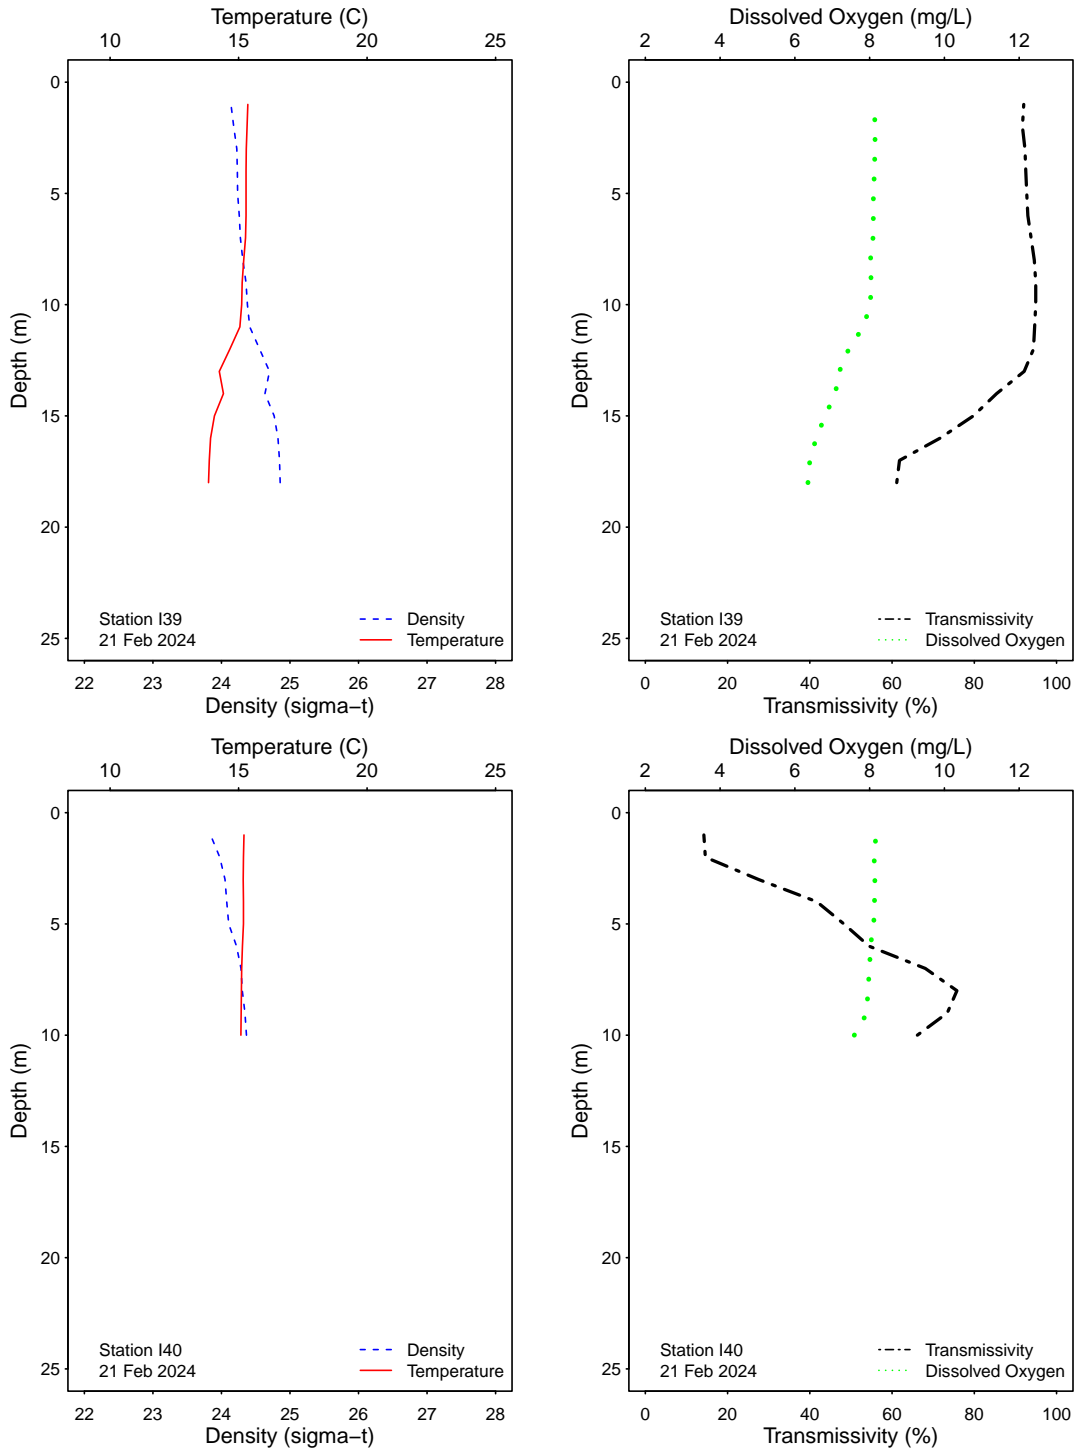 Temperature (C)
10 15 20 25
0
5
10
15
20
25
Depth (m)
Station I39
21 Feb 2024
Density
Temperature
22 23 24 25 26 27 28
Density (sigma−t)
Dissolved Oxygen (mg/L)
2 4 6 8 10 12
0
5
10
15
20
25
Depth (m)
Station I39
21 Feb 2024
Transmissivity
Dissolved Oxygen
0 20 40 60 80 100
Transmissivity (%)
Temperature (C)
10 15 20 25
0
5
10
15
20
25
Depth (m)
Station I40
21 Feb 2024
Density
Temperature
22 23 24 25 26 27 28
Density (sigma−t)
Dissolved Oxygen (mg/L)
2 4 6 8 10 12
0
5
10
15
20
25
Depth (m)
Station I40
21 Feb 2024
Transmissivity
Dissolved Oxygen
0 20 40 60 80 100
Transmissivity (%)